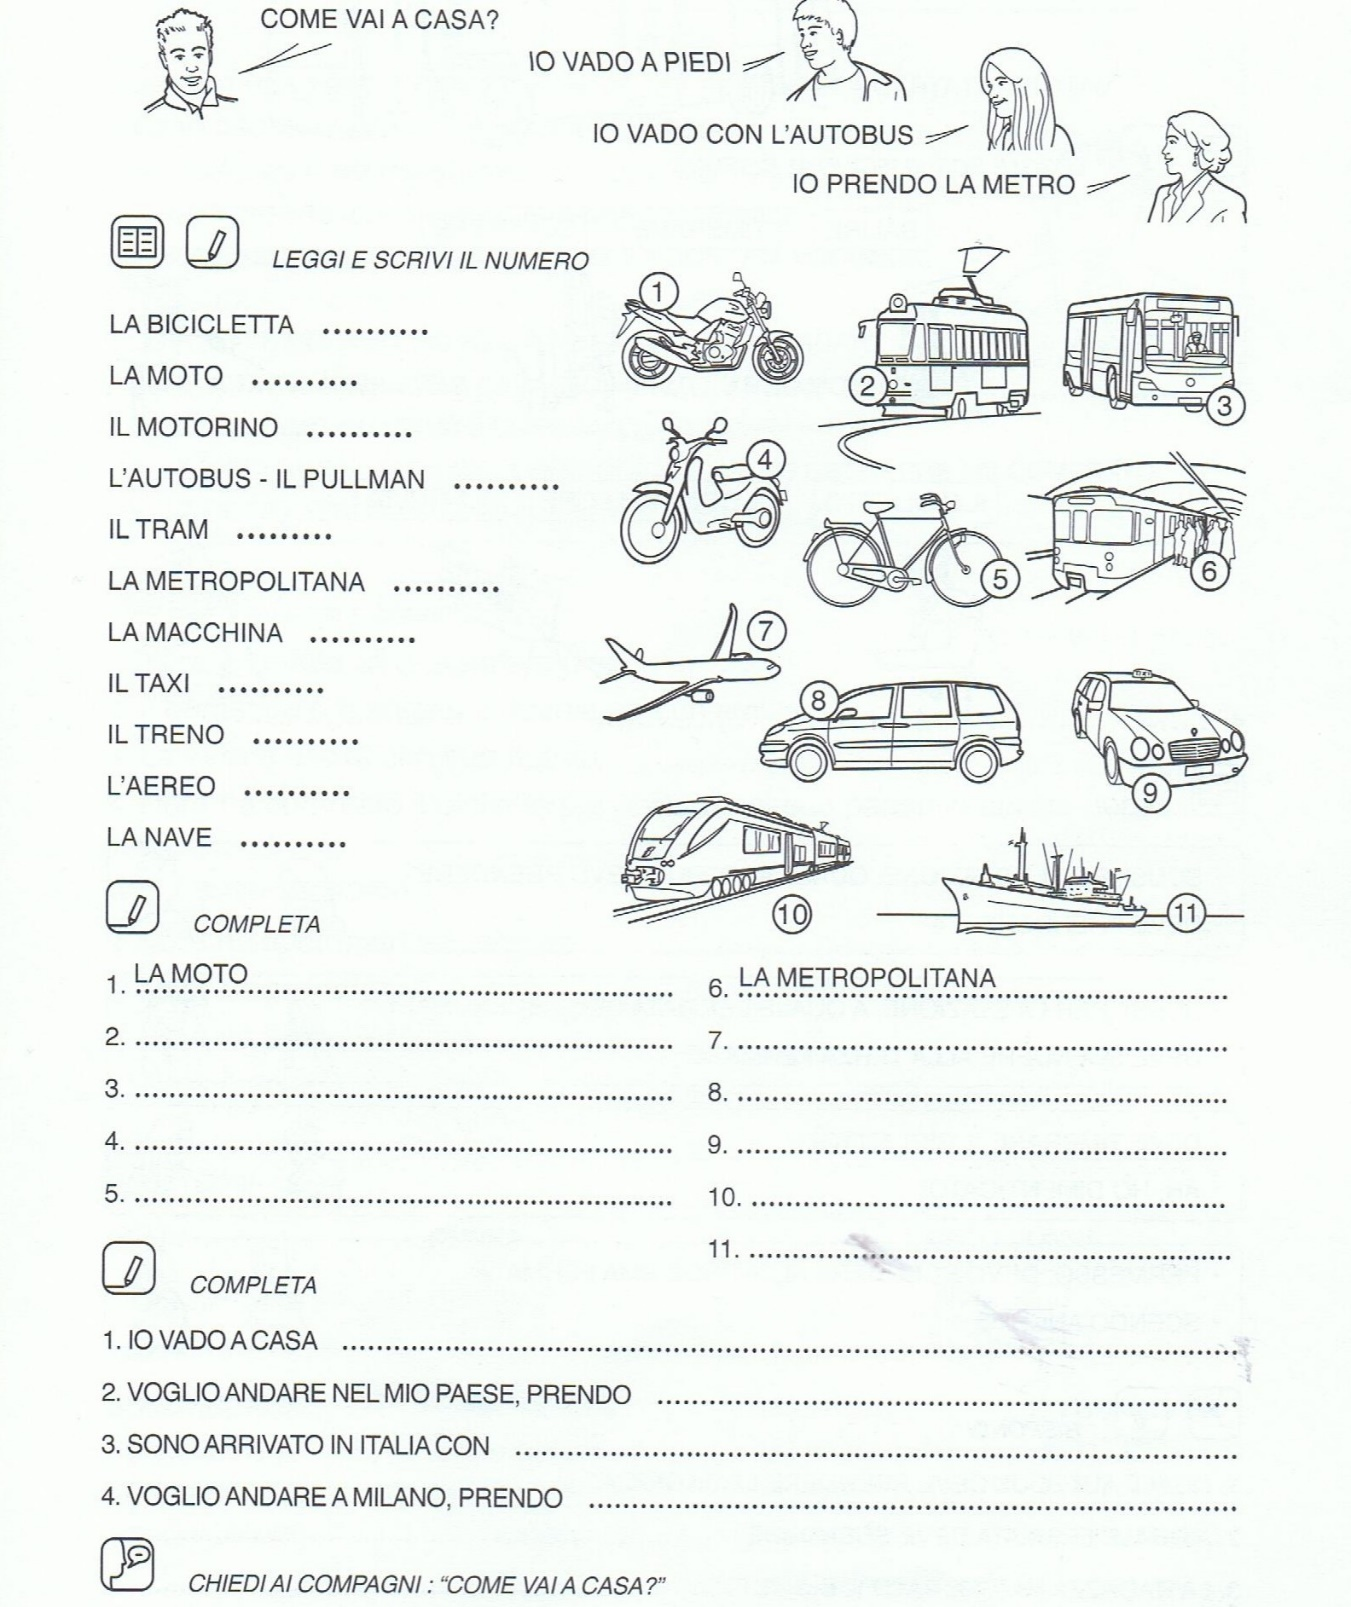 COME VAI A CASA?
IO VADO A PIEDI
IO VADO CON L'AUTOBUS
IO PRENDO LA METRO
LEGGI E SCRIVI IL NUMERO
LA BICICLETTA ..........
LA MOTO ..........
IL MOTORINO ..........
L'AUTOBUS - IL PULLMAN ..........
IL TRAM .........
LA METROPOLITANA ..........
LA MACCHINA ..........
IL TAXI ..........
IL TRENO ..........
L'AEREO ..........
LA NAVE ..........
1
2
3
4
5
6
7
8
9
10
11
COMPLETA
1. LA MOTO
2.
3.
4.
5.
6. LA METROPOLITANA
7.
8.
9.
10.
11.
COMPLETA
1. IO VADO A CASA
2. VOGLIO ANDARE NEL MIO PAESE, PRENDO
3. SONO ARRIVATO IN ITALIA CON
4. VOGLIO ANDARE A MILANO, PRENDO
CHIEDI AI COMPAGNI : "COME VAI A CASA?"